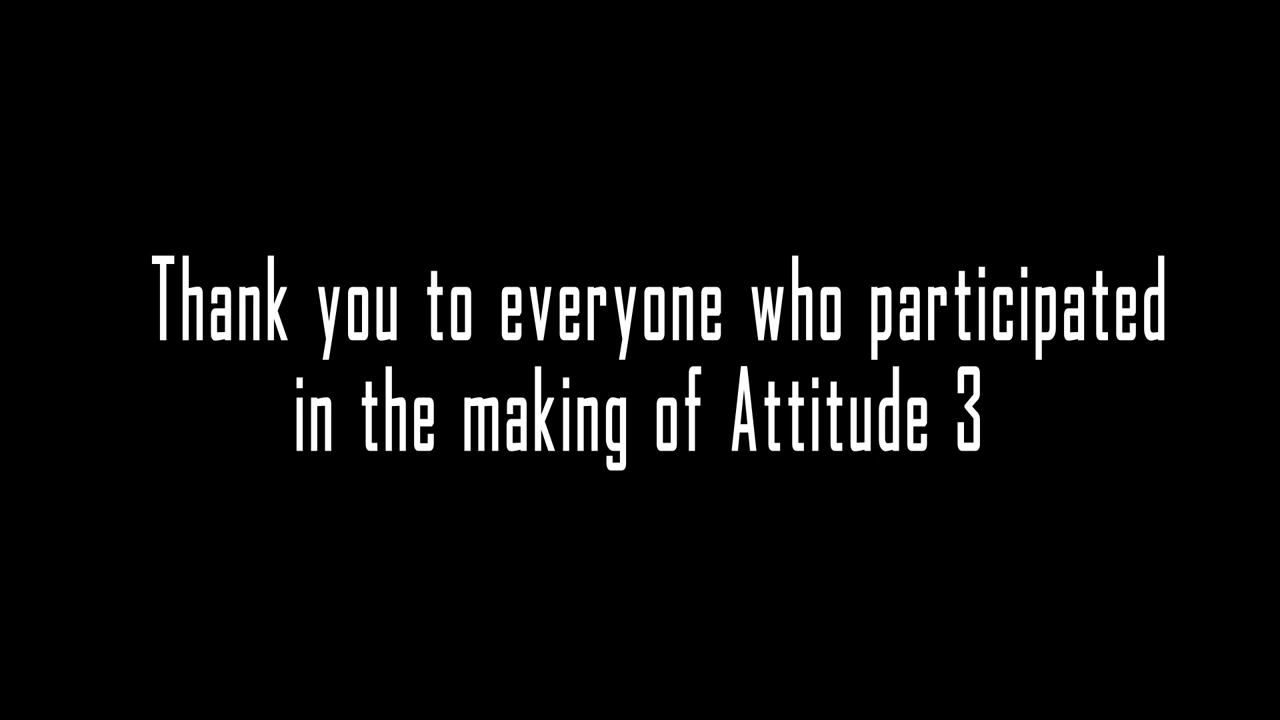 Thank you to everyone who participated
in the making of Attitude 3